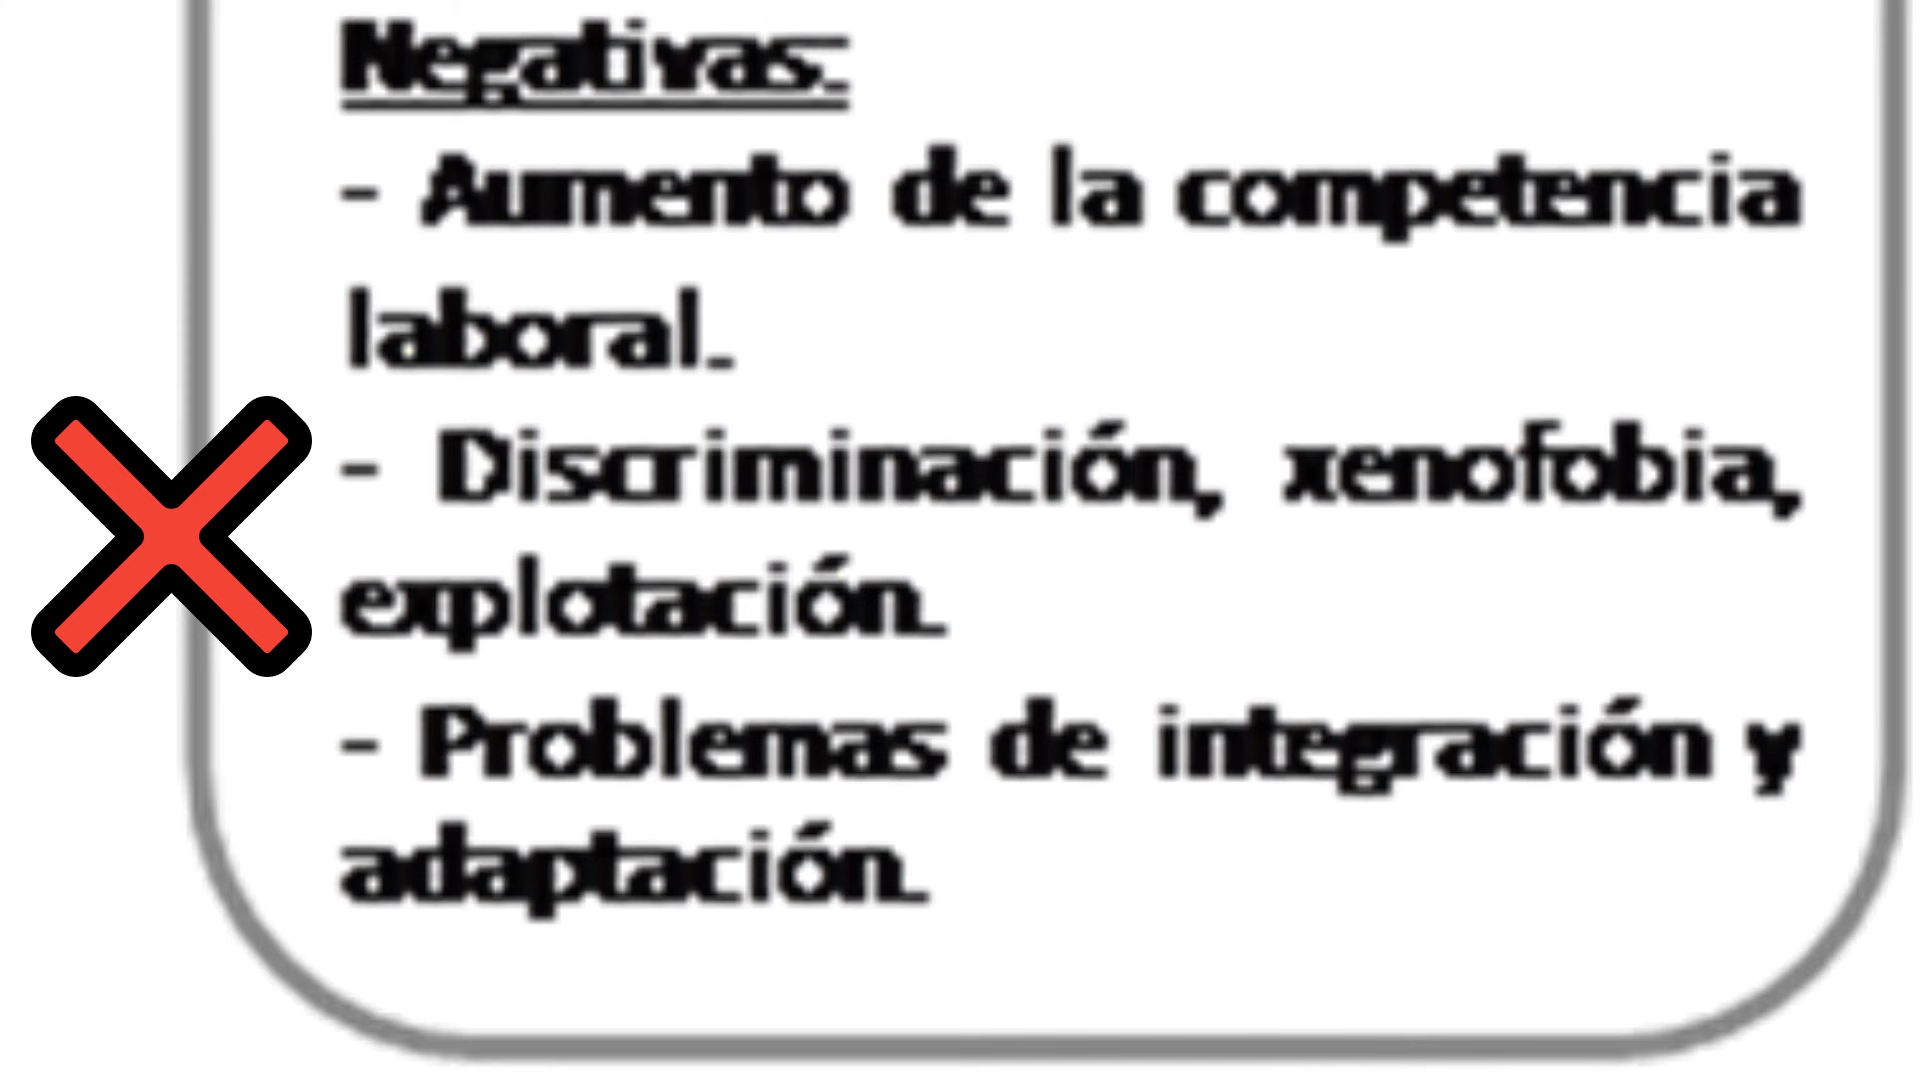 Negativas:
- Aumento de la competencia
laboral.
- Discriminación, xenofobia,
explotación.
- Problemas de integración y
adaptación.